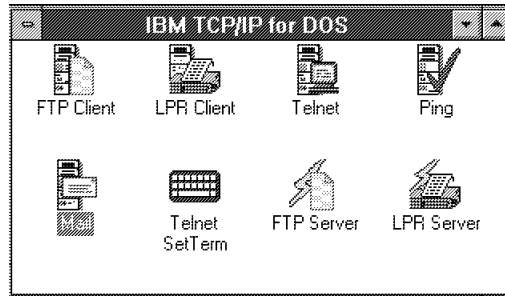 IBM TCP/IP for DOS
FTP Client
LPR Client
Telnet
Ping
Mail
Telnet
SetTerm
FTP Server
LPR Server